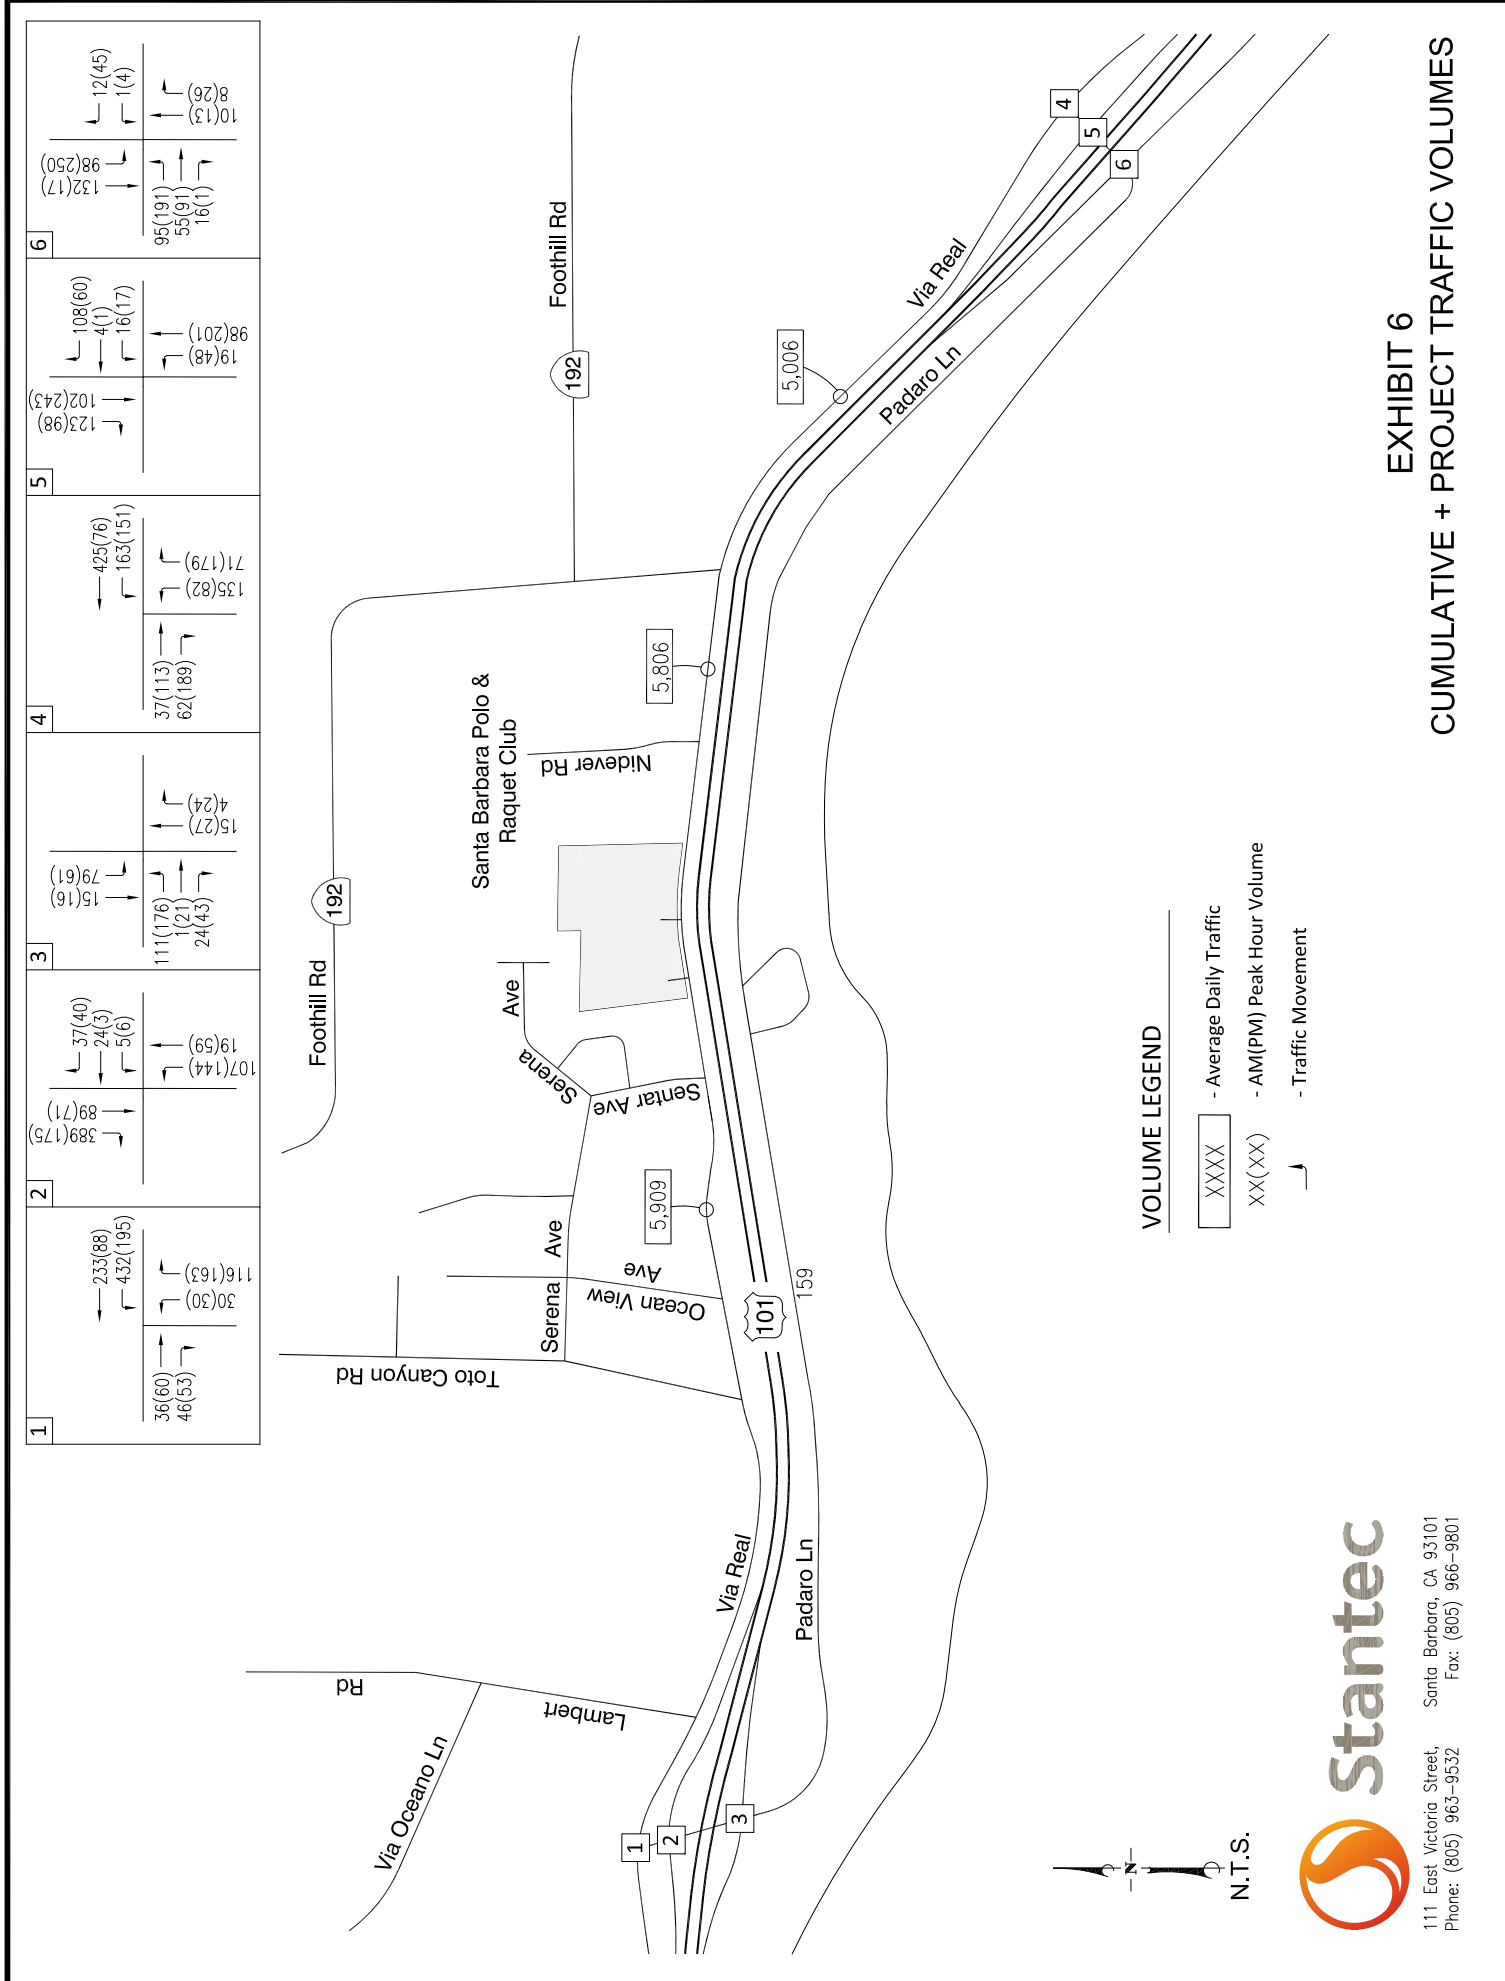 1
233(88)
432(195)
36(60)
46(53)
30(30)
116(163)
2
389(175)
89(71)
37(40)
24(3)
5(6)
107(144)
19(59)
3
15(16)
79(61)
111(176)
1(21)
24(43)
15(27)
4(24)
4
425(76)
163(151)
37(113)
62(189)
135(82)
71(179)
5
123(98)
102(243)
108(60)
4(1)
16(17)
19(48)
98(201)
6
132(17)
98(250)
12(45)
1(4)
95(191)
55(91)
16(1)
10(13)
8(26)
Foothill Rd
192
Foothill Rd
192
Santa Barbara Polo &
Raquet Club
Nidever Rd
Serena
Ave
Sentar Ave
Serena
Ave
Ocean View
Ave
Toto Canyon Rd
Lambert
Rd
Via Oceano Ln
Via Real
Padaro Ln
101
159
5,909
5,806
5,006
Via Real
Padaro Ln
1
2
3
4
5
6
VOLUME LEGEND
XXXX - Average Daily Traffic
XX(XX) - AM(PM) Peak Hour Volume
- Traffic Movement
N
N.T.S.
Stantec
111 East Victoria Street, Santa Barbara, CA 93101
Phone: (805) 963-9532 Fax: (805) 966-9801
EXHIBIT 6
CUMULATIVE + PROJECT TRAFFIC VOLUMES